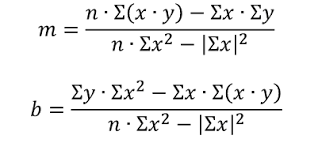 m = (n · Σ(x · y) − Σx · Σy) / (n · Σx² − |Σx|²)
b = (Σy · Σx² − Σx · Σ(x · y)) / (n · Σx² − |Σx|²)